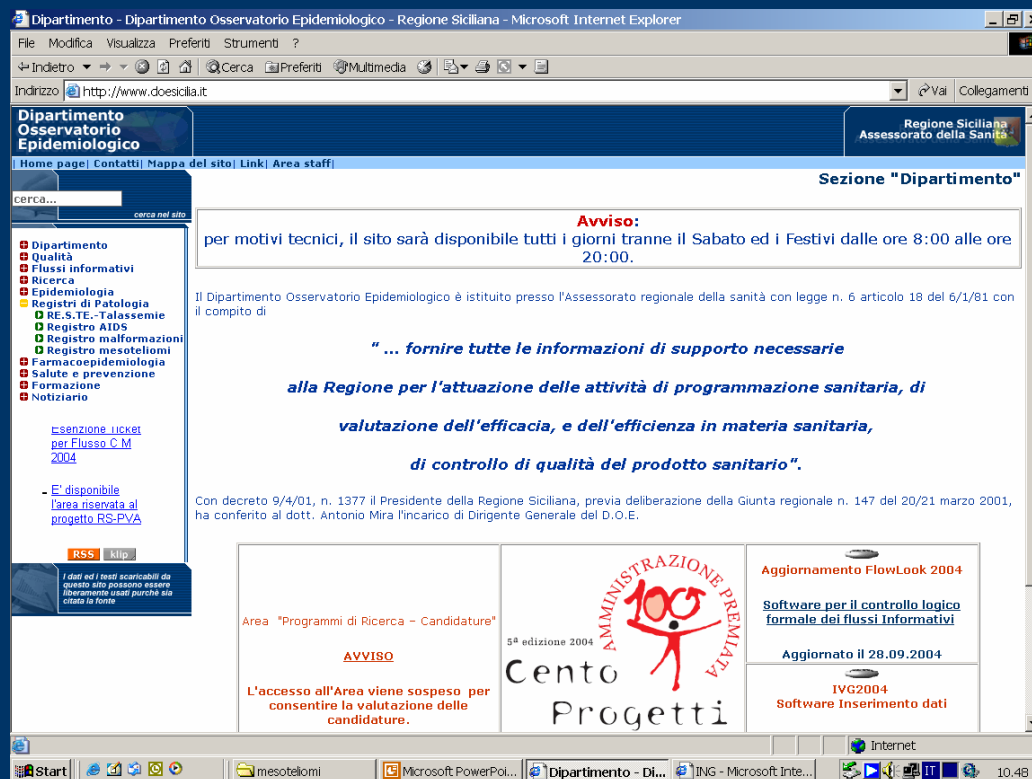 Dipartimento - Dipartimento Osservatorio Epidemiologico - Regione Siciliana - Microsoft Internet Explorer
File Modifica Visualizza Preferiti Strumenti ?
Indietro Cerca Preferiti Multimedia
Indirizzo http://www.doesicilia.it Vai Collegamenti
Dipartimento
Osservatorio
Epidemiologico
Regione Siciliana
Assessorato della Sanità
| Home page| Contatti| Mappa del sito| Link| Area staff|
Sezione "Dipartimento"
cerca...
cerca nel sito
Dipartimento
Qualità
Flussi informativi
Ricerca
Epidemiologia
Registri di Patologia
RE.S.TE.-Talassemie
Registro AIDS
Registro malformazioni
Registro mesoteliomi
Farmacoepidemiologia
Salute e prevenzione
Formazione
Notiziario
Esenzione Ticket
per Flusso C M
2004
E' disponibile
l'area riservata al
progetto RS-PVA
RSS klip
I dati ed i testi scaricabili da
questo sito possono essere
liberamente usati purchè sia
citata la fonte
Avviso:
per motivi tecnici, il sito sarà disponibile tutti i giorni tranne il Sabato ed i Festivi dalle ore 8:00 alle ore
20:00.
Il Dipartimento Osservatorio Epidemiologico è istituito presso l'Assessorato regionale della sanità con legge n. 6 articolo 18 del 6/1/81 con
il compito di
" ... fornire tutte le informazioni di supporto necessarie
alla Regione per l'attuazione delle attività di programmazione sanitaria, di
valutazione dell'efficacia, e dell'efficienza in materia sanitaria,
di controllo di qualità del prodotto sanitario".
Con decreto 9/4/01, n. 1377 il Presidente della Regione Siciliana, previa deliberazione della Giunta regionale n. 147 del 20/21 marzo 2001,
ha conferito al dott. Antonio Mira l'incarico di Dirigente Generale del D.O.E.
Area "Programmi di Ricerca – Candidature"
AVVISO
L'accesso all'Area viene sospeso per
consentire la valutazione delle
candidature.
AMMINISTRAZIONE PREMIATA
100
5ª edizione 2004
Cento
Progetti
Aggiornamento FlowLook 2004
Software per il controllo logico
formale dei flussi Informativi
Aggiornato il 28.09.2004
IVG2004
Software Inserimento dati
Internet
Start mesoteliomi Microsoft PowerPoi... Dipartimento - Di... ING - Microsoft Inte... IT 10.48